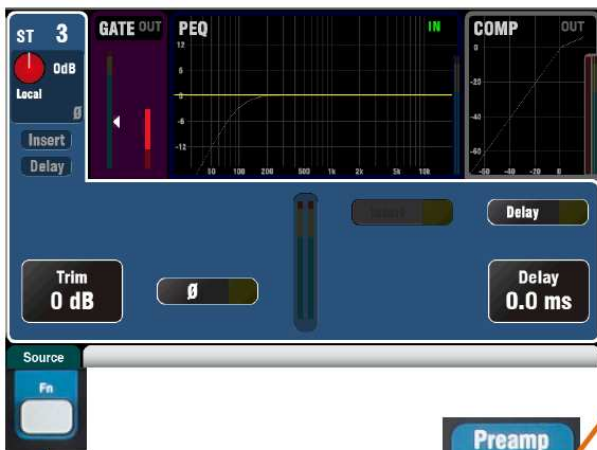 ST 3
0dB
Local
Ø
Insert
Delay
GATE OUT
PEQ IN
12
6
0
-6
-12
50 100 200 500 1k 2k 5k 10k
COMP OUT
0
-20
-40
-60
-60 -40 -20 0
Delay
Trim
0 dB
Ø
Delay
0.0 ms
Source
Fn
Preamp